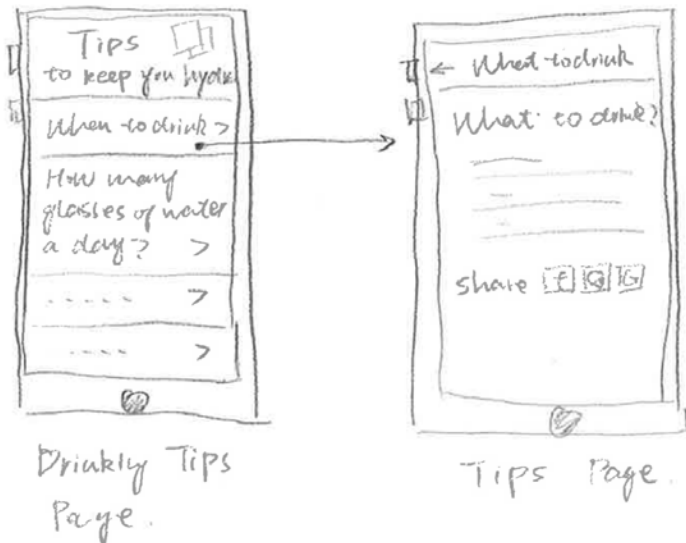 Tips
to keep you hydr
When to drink >
How many
glasses of water
a day? >
>
>
Drinkly Tips
Page.
← What to drink
What to drink?
share f G
Tips Page.